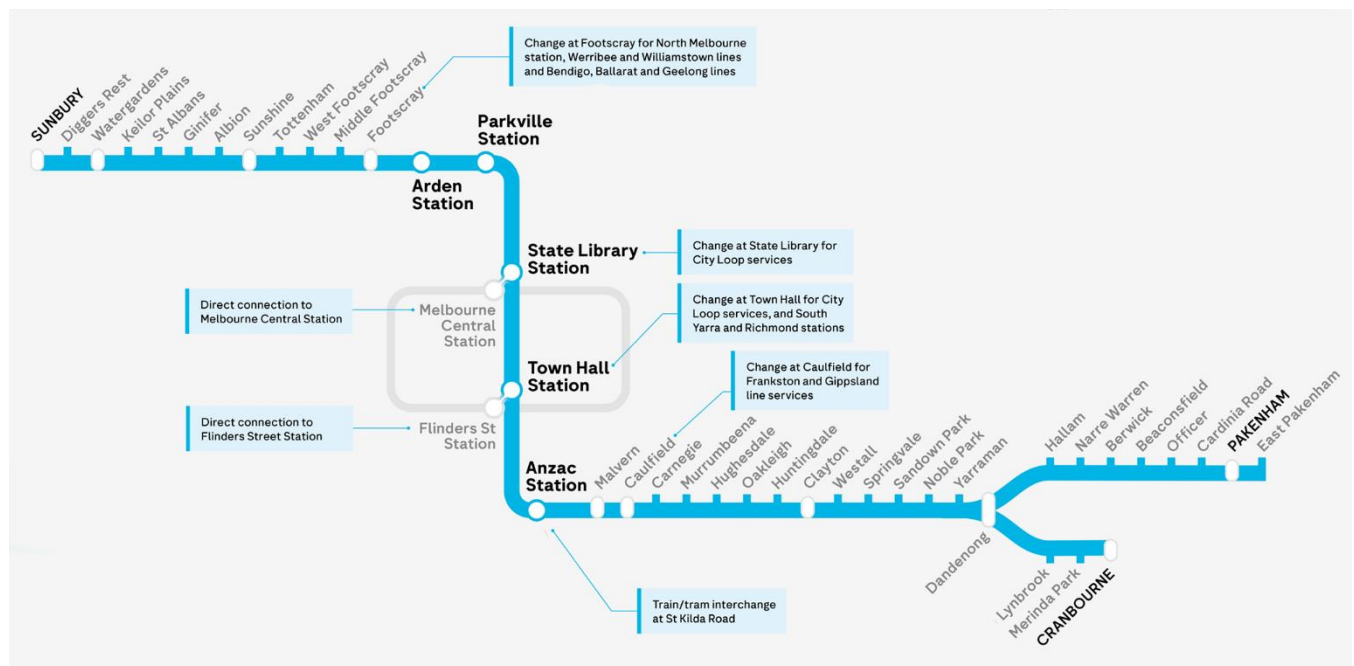 Change at Footscray for North Melbourne
station, Werribee and Williamstown lines
and Bendigo, Ballarat and Geelong lines
SUNBURY
Diggers Rest
Watergardens
Keilor Plains
St Albans
Ginifer
Albion
Sunshine
Tottenham
West Footscray
Middle Footscray
Footscray
Parkville
Station
Arden
Station
State Library
Station
Change at State Library for
City Loop services
Direct connection to
Melbourne Central Station
Melbourne
Central
Station
Change at Town Hall for City
Loop services, and South
Yarra and Richmond stations
Town Hall
Station
Change at Caulfield for
Frankston and Gippsland
line services
Direct connection to
Flinders Street Station
Flinders St
Station
Anzac
Station
Malvern
Caulfield
Carnegie
Murrumbeena
Hughesdale
Oakleigh
Huntingdale
Clayton
Westall
Springvale
Sandown Park
Noble Park
Yarraman
Dandenong
Hallam
Narre Warren
Berwick
Beaconsfield
Officer
Cardinia Road
PAKENHAM
East Pakenham
Lynbrook
Merinda Park
CRANBOURNE
Train/tram interchange
at St Kilda Road